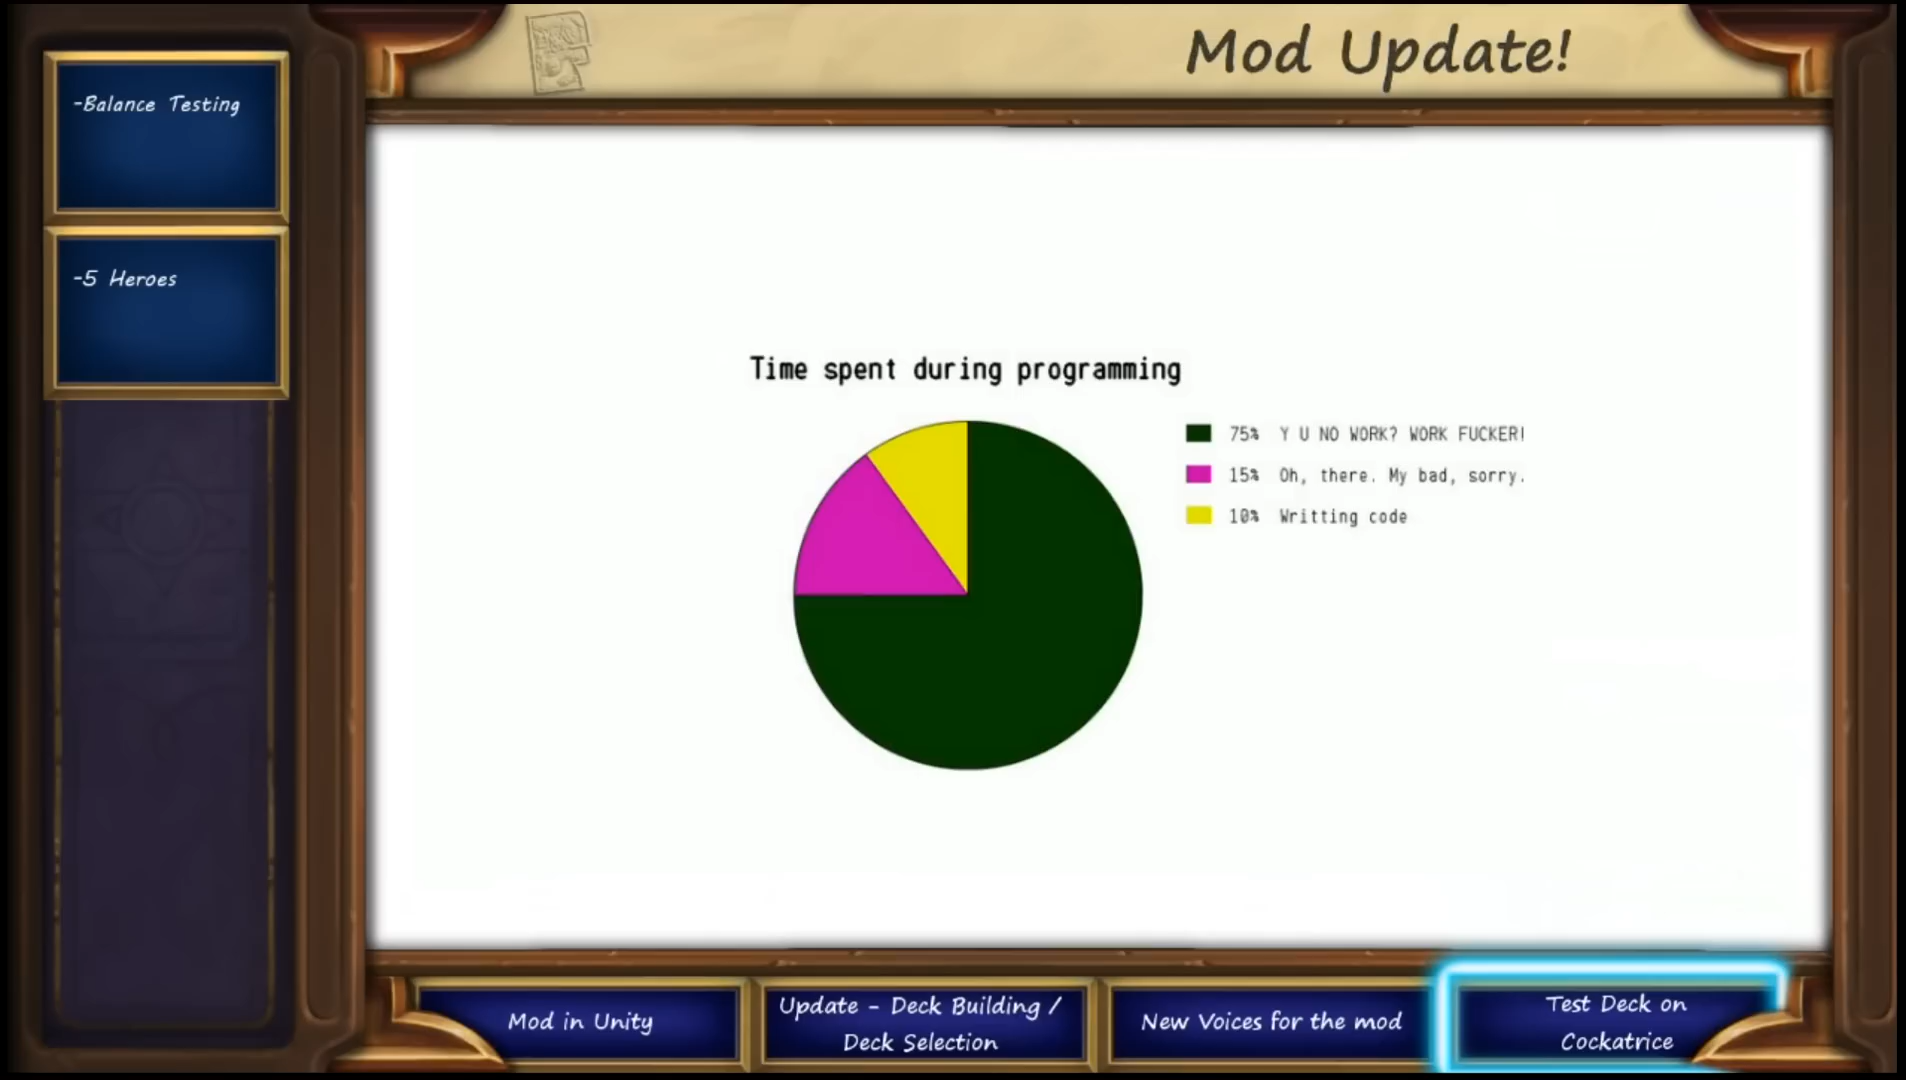 Mod Update!
-Balance Testing
-5 Heroes
Time spent during programming
75% Y U NO WORK? WORK FUCKER!
15% Oh, there. My bad, sorry.
10% Writting code
Mod in Unity
Update - Deck Building /
Deck Selection
New Voices for the mod
Test Deck on
Cockatrice